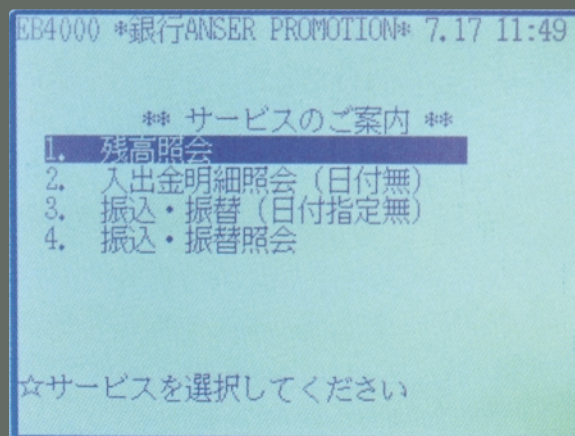 EB4000 *銀行ANSER PROMOTION* 7.17 11:49
** サービスのご案内 **
1. 残高照会
2. 入出金明細照会（日付無）
3. 振込・振替（日付指定無）
4. 振込・振替照会
☆サービスを選択してください